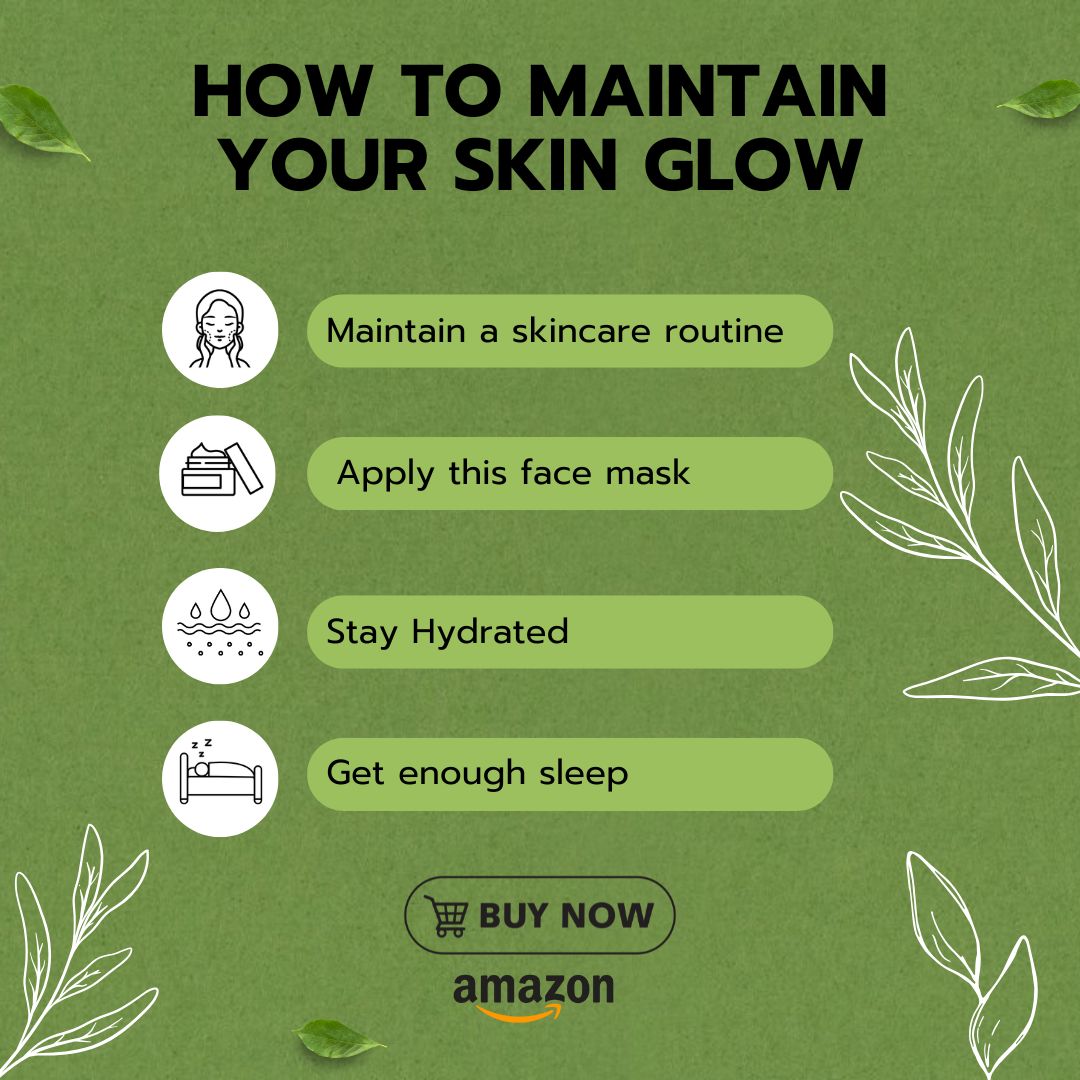 HOW TO MAINTAIN
YOUR SKIN GLOW
Maintain a skincare routine
Apply this face mask
Stay Hydrated
z z
z
Get enough sleep
BUY NOW
amazon